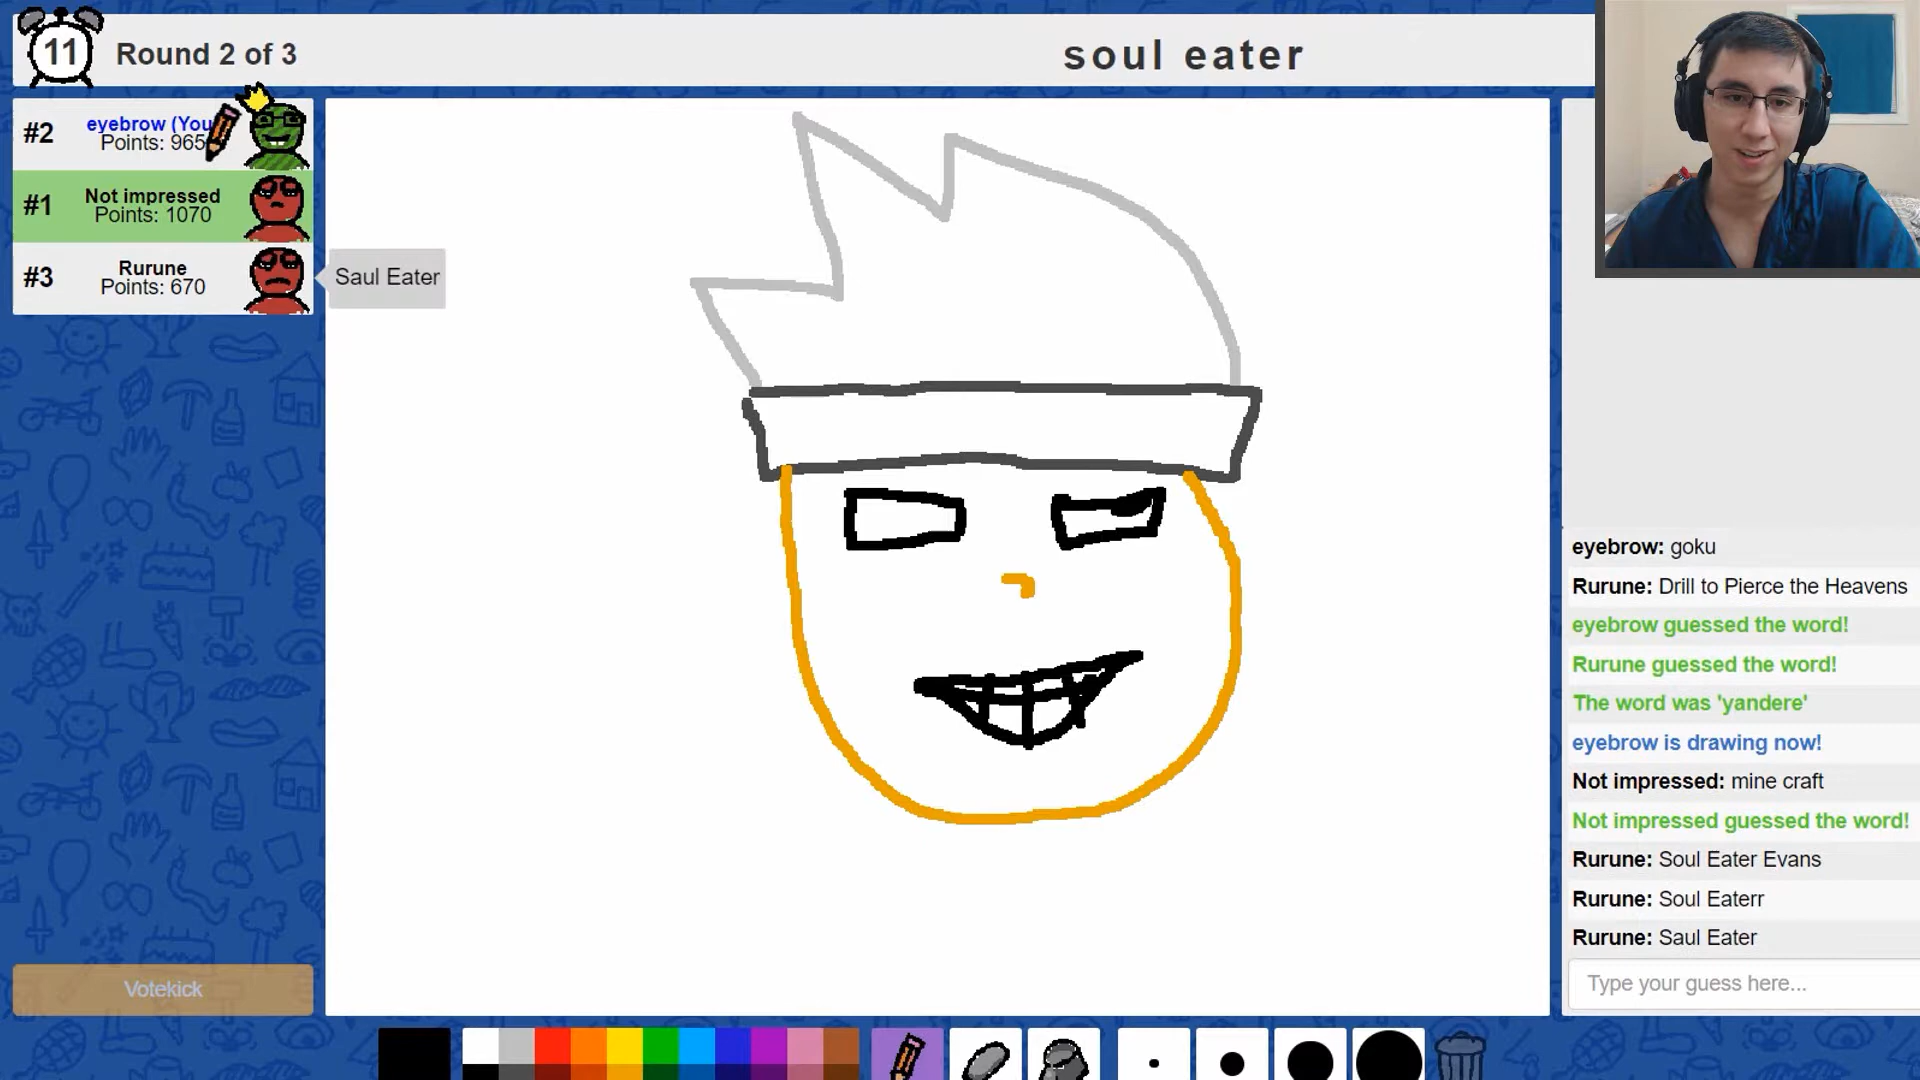 11
Round 2 of 3
soul eater
#2
eyebrow (You
Points: 965
#1
Not impressed
Points: 1070
#3
Rurune
Points: 670
Saul Eater
eyebrow: goku
Rurune: Drill to Pierce the Heavens
eyebrow guessed the word!
Rurune guessed the word!
The word was 'yandere'
eyebrow is drawing now!
Not impressed: mine craft
Not impressed guessed the word!
Rurune: Soul Eater Evans
Rurune: Soul Eaterr
Rurune: Saul Eater
Type your guess here...
Votekick